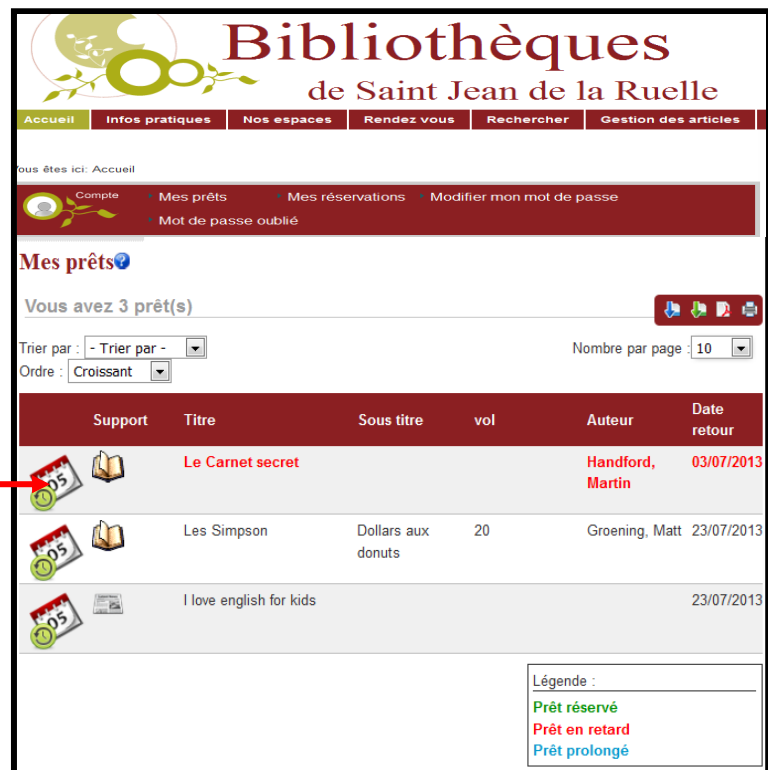 Bibliothèques
de Saint Jean de la Ruelle
Accueil Infos pratiques Nos espaces Rendez vous Rechercher Gestion des articles
Vous êtes ici: Accueil
Compte Mes prêts Mes réservations Modifier mon mot de passe
Mot de passe oublié
Mes prêts
Vous avez 3 prêt(s)
Trier par : - Trier par - Nombre par page : 10
Ordre : Croissant
Support Titre Sous titre vol Auteur Date retour
05 Le Carnet secret Handford, Martin 03/07/2013
05 Les Simpson Dollars aux donuts 20 Groening, Matt 23/07/2013
05 I love english for kids 23/07/2013
Légende :
Prêt réservé
Prêt en retard
Prêt prolongé